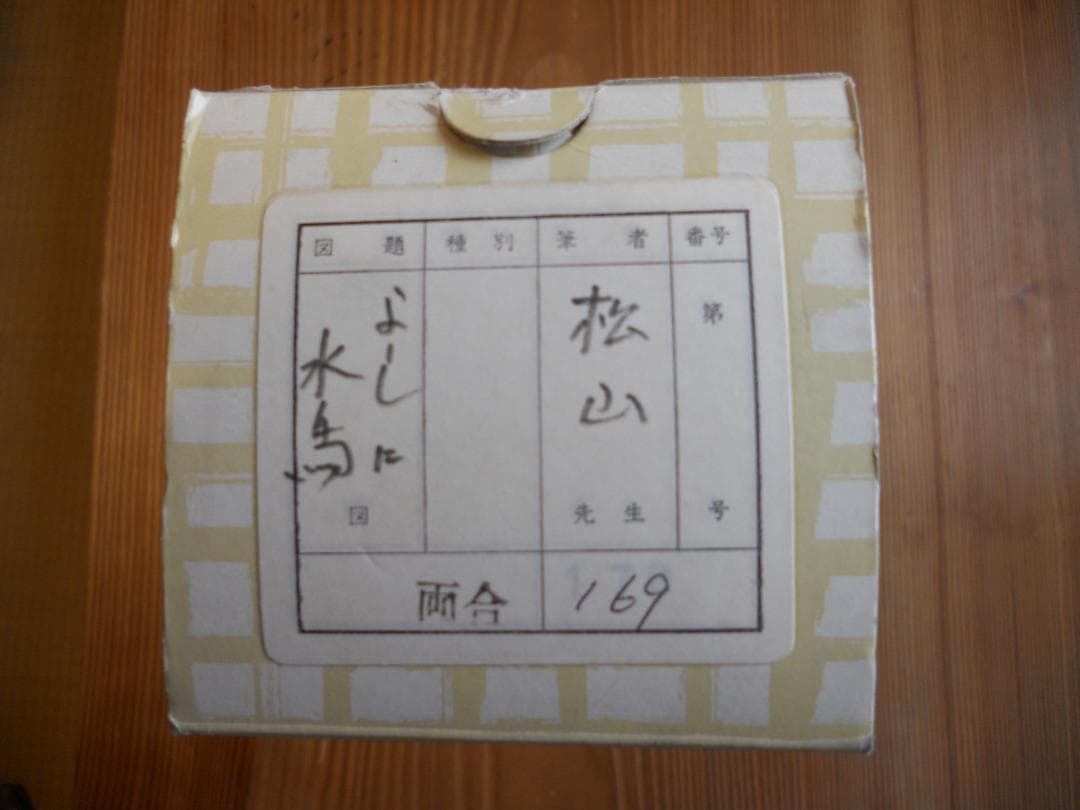 番号
第 号
筆者
松山 先生
種別
図題
よしに
水鳥
図
両合
169